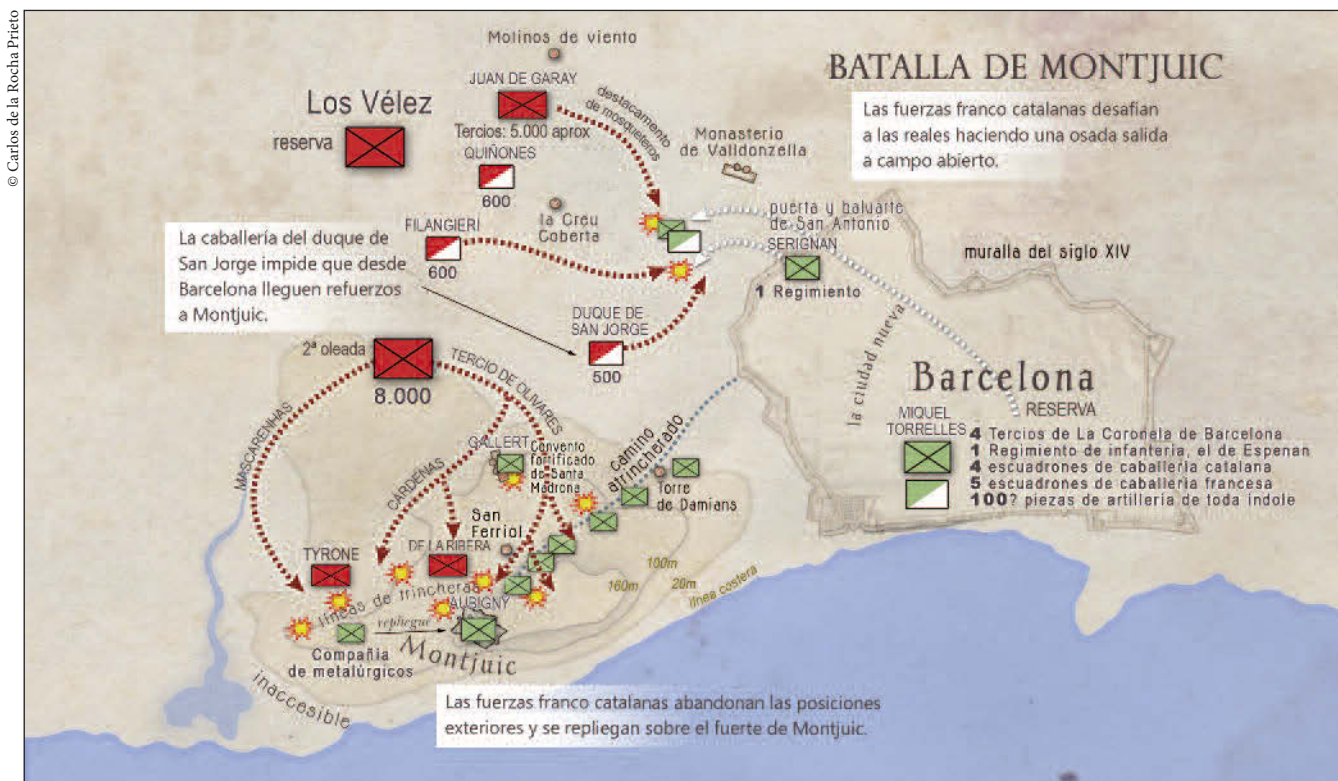 © Carlos de la Rocha Prieto
BATALLA DE MONTJUIC
Las fuerzas franco catalanas desafían
a las reales haciendo una osada salida
a campo abierto.
Molinos de viento
JUAN DE GARAY
Tercios: 5.000 aprox
destacamento
de mosqueteros
Los Vélez
reserva
QUIÑONES
600
Monasterio
de Valldonzella
la Creu
Coberta
puerta y baluarte
de San Antonio
SERIGNAN
1 Regimiento
muralla del siglo XIV
FILANGIERI
600
La caballería del duque de
San Jorge impide que desde
Barcelona lleguen refuerzos
a Montjuic.
DUQUE DE
SAN JORGE
500
la ciudad nueva
2ª oleada
8.000
TERCIO DE OLIVARES
MASCARENHAS
CÁRDENAS
Barcelona
RESERVA
MIQUEL
TORRELLES
4 Tercios de La Coronela de Barcelona
1 Regimiento de infantería, el de Espenan
4 escuadrones de caballería catalana
5 escuadrones de caballería francesa
100? piezas de artillería de toda índole
GALLERT
Convento
fortificado
de Santa
Madrona
camino
atrincherado
Torre
de Damians
San
Ferriol
TYRONE
DE LA RIBERA
líneas de trincheras
AUBIGNY
repliegue
Compañia
de metalúrgicos
Montjuic
inaccesible
160m
100m
20m
línea costera
Las fuerzas franco catalanas abandonan las posiciones
exteriores y se repliegan sobre el fuerte de Montjuic.